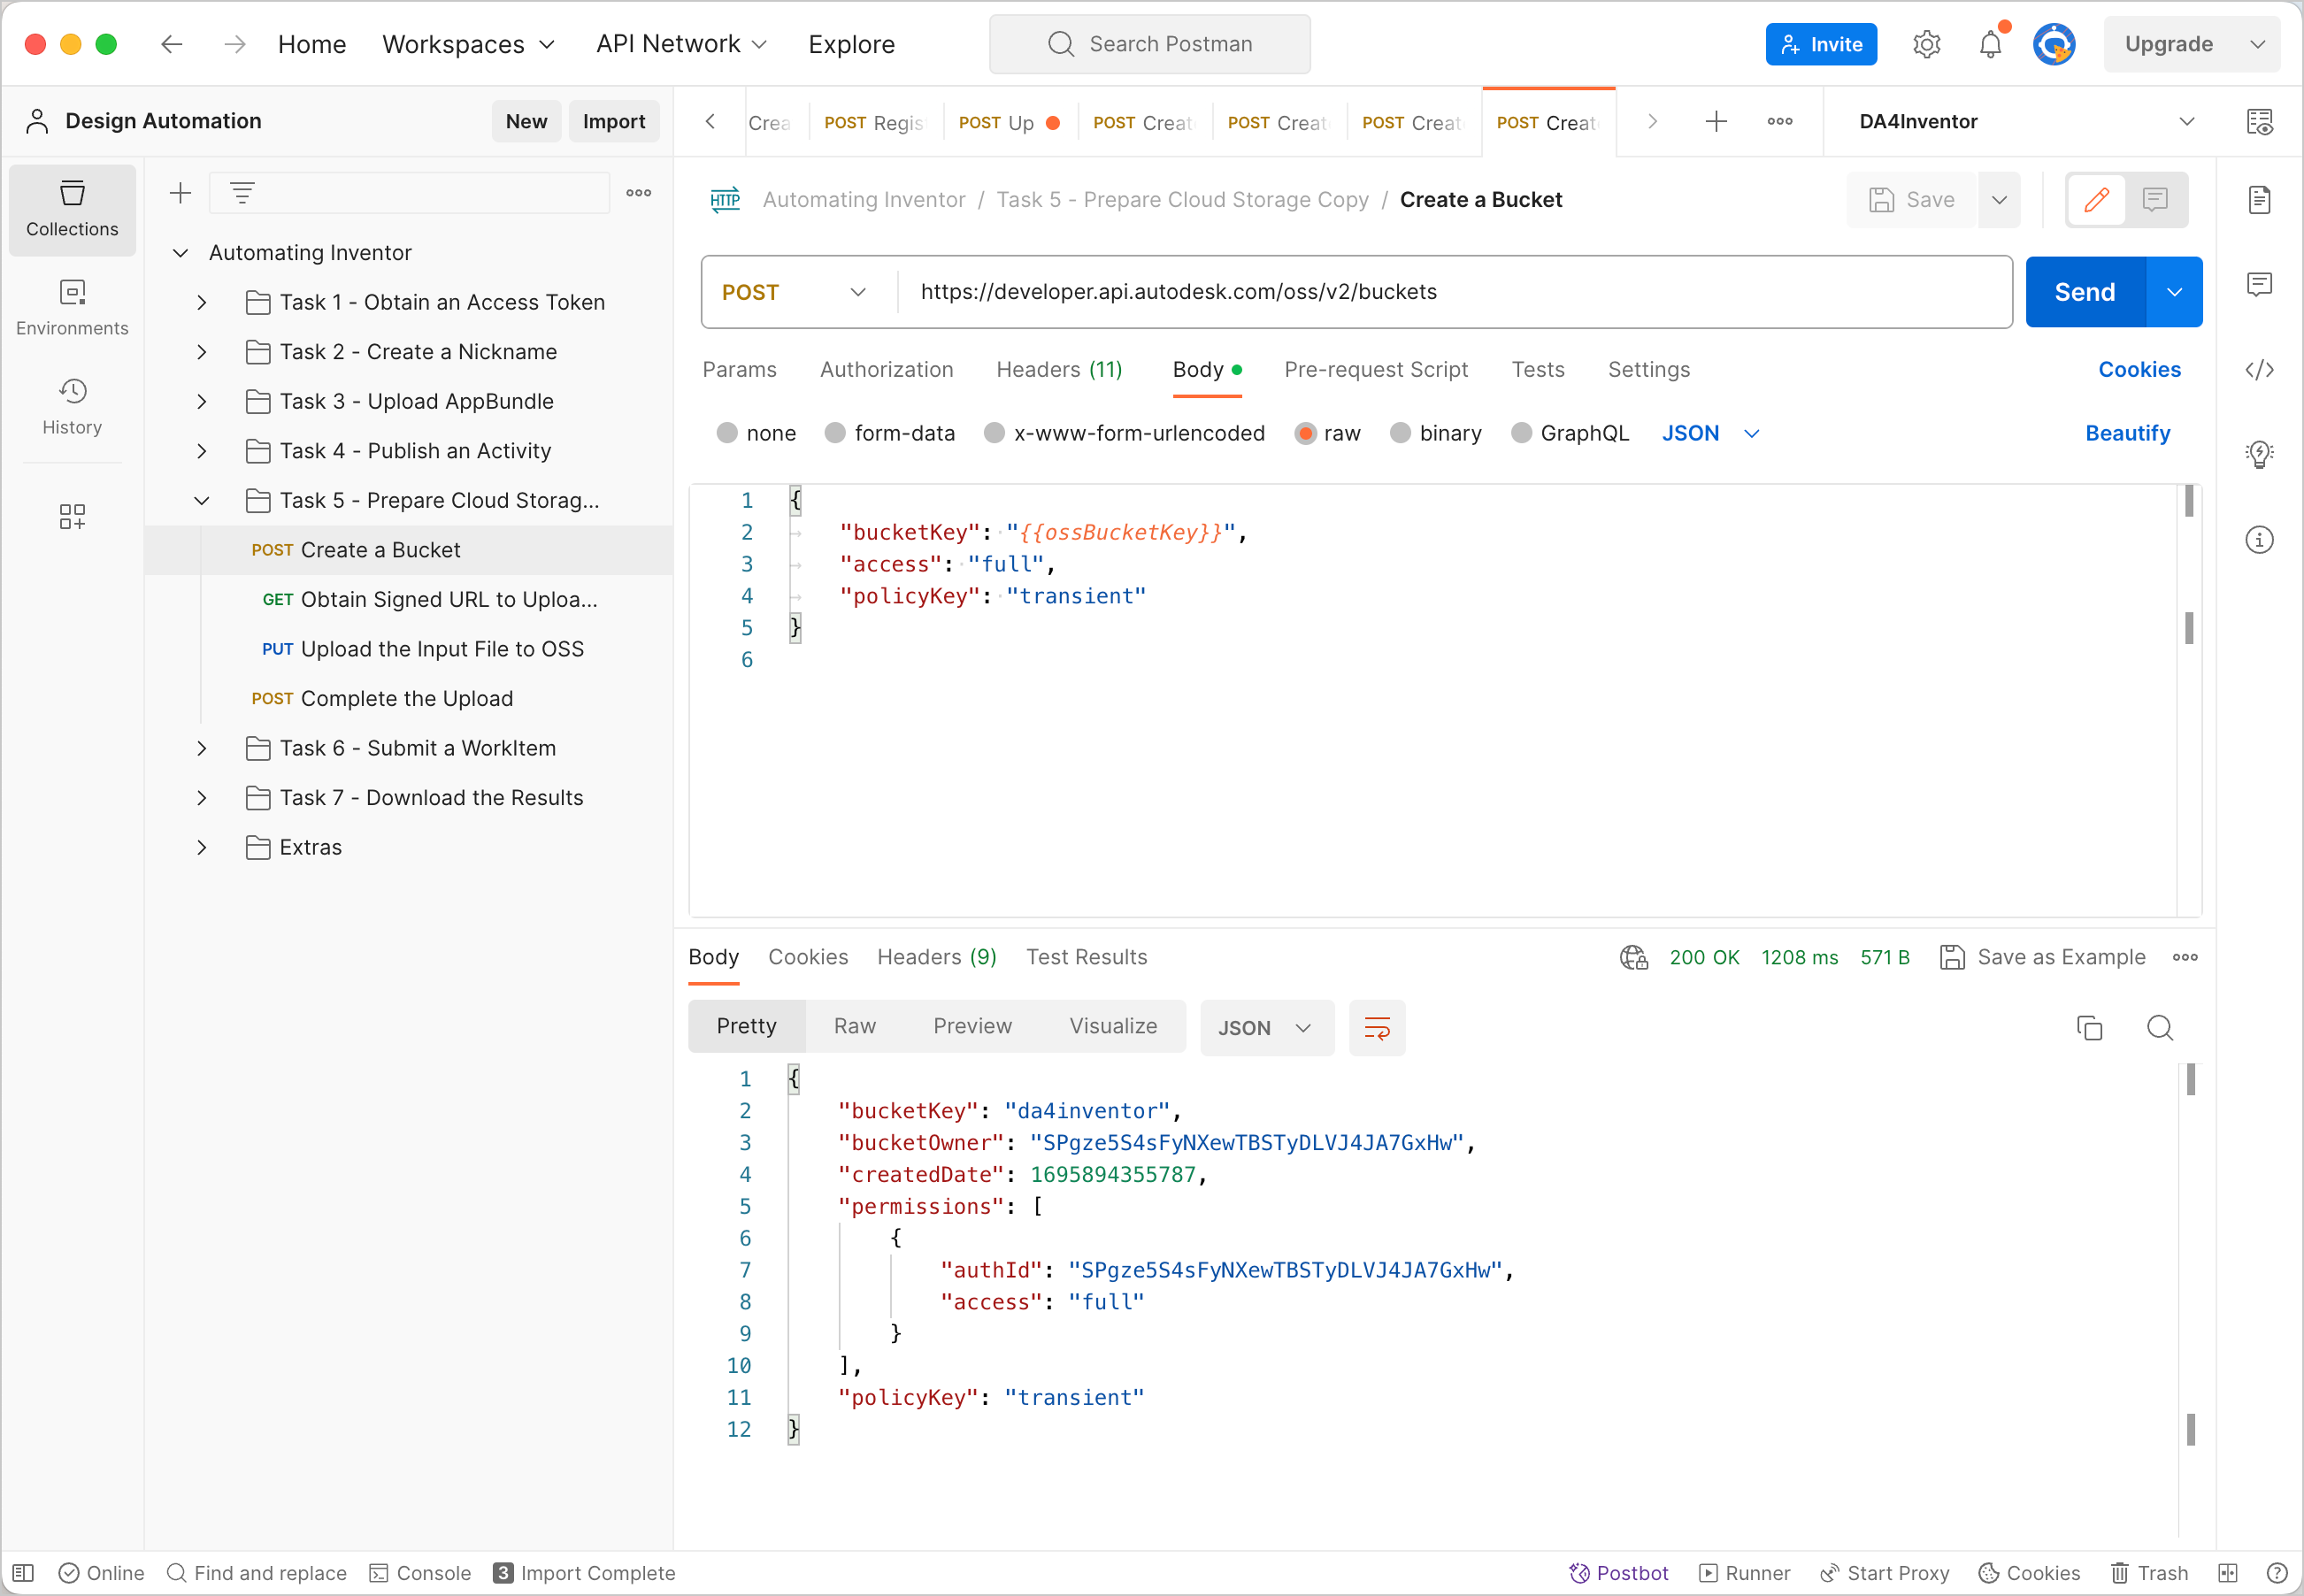 Home Workspaces API Network Explore Search Postman Invite Upgrade
Design Automation New Import
Crea POST Regis POST Up POST Creat POST Creat POST Creat POST Creat DA4Inventor
Collections
Environments
History
Automating Inventor
Task 1 - Obtain an Access Token
Task 2 - Create a Nickname
Task 3 - Upload AppBundle
Task 4 - Publish an Activity
Task 5 - Prepare Cloud Storag...
POST Create a Bucket
GET Obtain Signed URL to Uploa...
PUT Upload the Input File to OSS
POST Complete the Upload
Task 6 - Submit a WorkItem
Task 7 - Download the Results
Extras
HTTP Automating Inventor / Task 5 - Prepare Cloud Storage Copy / Create a Bucket Save
POST https://developer.api.autodesk.com/oss/v2/buckets Send
Params Authorization Headers (11) Body Pre-request Script Tests Settings Cookies
none form-data x-www-form-urlencoded raw binary GraphQL JSON Beautify
1 {
2 "bucketKey": "{{ossBucketKey}}",
3 "access": "full",
4 "policyKey": "transient"
5 }
6
Body Cookies Headers (9) Test Results 200 OK 1208 ms 571 B Save as Example
Pretty Raw Preview Visualize JSON
1 {
2 "bucketKey": "da4inventor",
3 "bucketOwner": "SPgze5S4sFyNXewTBSTyDLVJ4JA7GxHw",
4 "createdDate": 1695894355787,
5 "permissions": [
6 {
7 "authId": "SPgze5S4sFyNXewTBSTyDLVJ4JA7GxHw",
8 "access": "full"
9 }
10 ],
11 "policyKey": "transient"
12 }
Online Find and replace Console 3 Import Complete Postbot Runner Start Proxy Cookies Trash